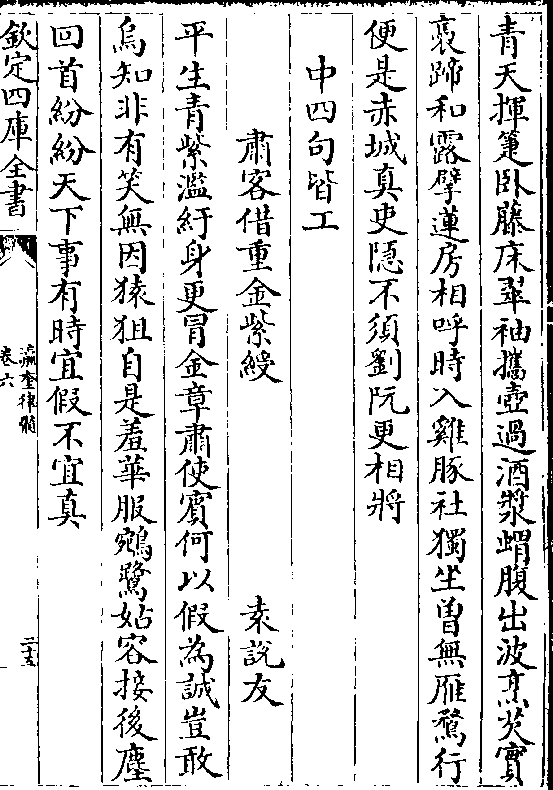 青天揮箑卧藤床翠袖攜壺過酒漿蝟腹出波烹芡實
裛蹄和露擘蓮房相呼時入雞豚社獨坐曽無雁鶩行
便是赤城真吏隠不須劉阮更相將
中四句皆工
肅客借重金紫綬
袁說友
平生青紫濫紆身更冒金章肅使賓何以假為誠豈敢
烏知非有笑無因猿狙自是羞華服鵷鷺姑容接後塵
回首紛紛天下事有時宜假不宜真
欽定四庫全書
瀛奎律髓
卷六
二十五